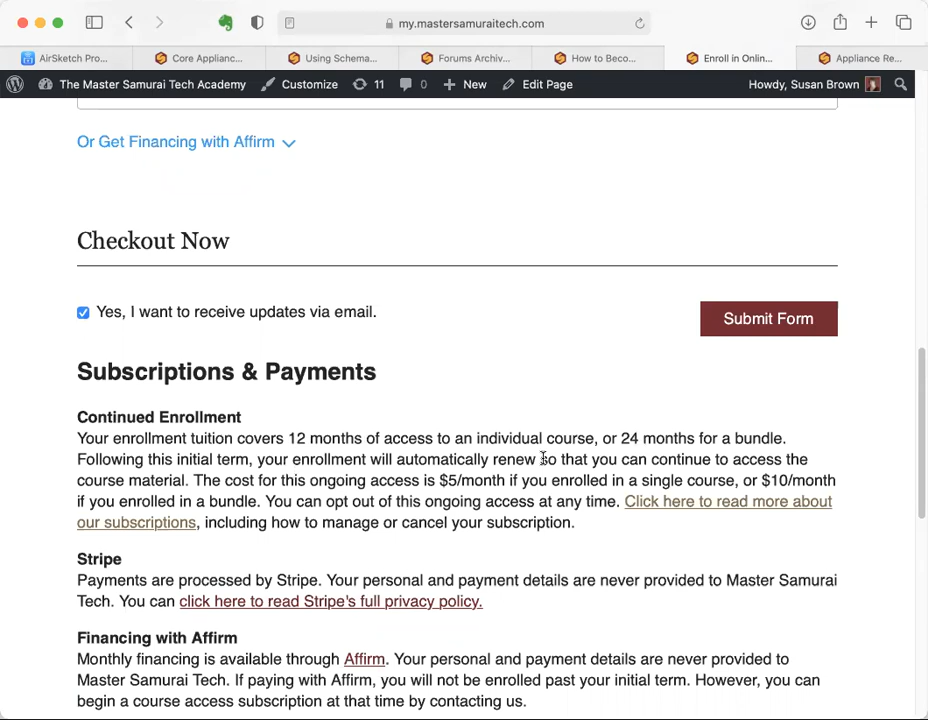 my.mastersamuraitech.com
AirSketch Pro...
Core Applianc...
Using Schema...
Forums Archiv...
How to Beco...
Enroll in Onlin...
Appliance Re...
The Master Samurai Tech Academy
Customize
11
0
New
Edit Page
Howdy, Susan Brown
Or Get Financing with Affirm
Checkout Now
Yes, I want to receive updates via email.
Submit Form
Subscriptions & Payments
Continued Enrollment
Your enrollment tuition covers 12 months of access to an individual course, or 24 months for a bundle.
Following this initial term, your enrollment will automatically renew so that you can continue to access the
course material. The cost for this ongoing access is $5/month if you enrolled in a single course, or $10/month
if you enrolled in a bundle. You can opt out of this ongoing access at any time. Click here to read more about
our subscriptions, including how to manage or cancel your subscription.
Stripe
Payments are processed by Stripe. Your personal and payment details are never provided to Master Samurai
Tech. You can click here to read Stripe's full privacy policy.
Financing with Affirm
Monthly financing is available through Affirm. Your personal and payment details are never provided to
Master Samurai Tech. If paying with Affirm, you will not be enrolled past your initial term. However, you can
begin a course access subscription at that time by contacting us.